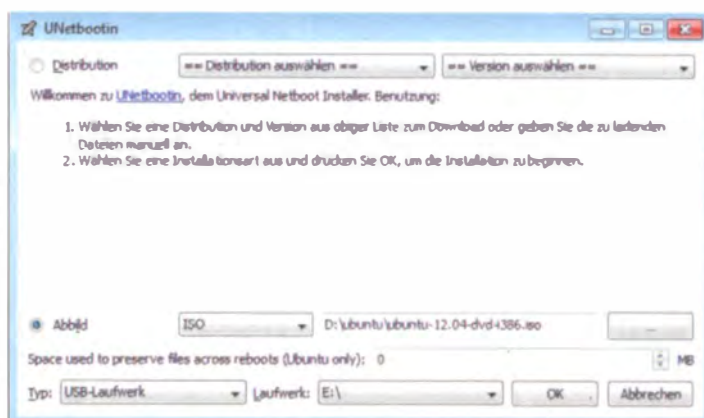 UNetbootin
Distribution == Distribution auswählen == == Version auswählen ==
Willkommen zu UNetbootin, dem Universal Netboot Installer. Benutzung:
1. Wählen Sie eine Distribution und Version aus obiger Liste zum Download oder geben Sie die zu ladenden
Dateien manuell an.
2. Wählen Sie eine Installationsart aus und drücken Sie OK, um die Installation zu beginnen.
Abbild ISO D:\ubuntu\ubuntu-12.04-dvd-i386.iso ...
Space used to preserve files across reboots (Ubuntu only): 0 MB
Typ: USB-Laufwerk Laufwerk: E:\ OK Abbrechen